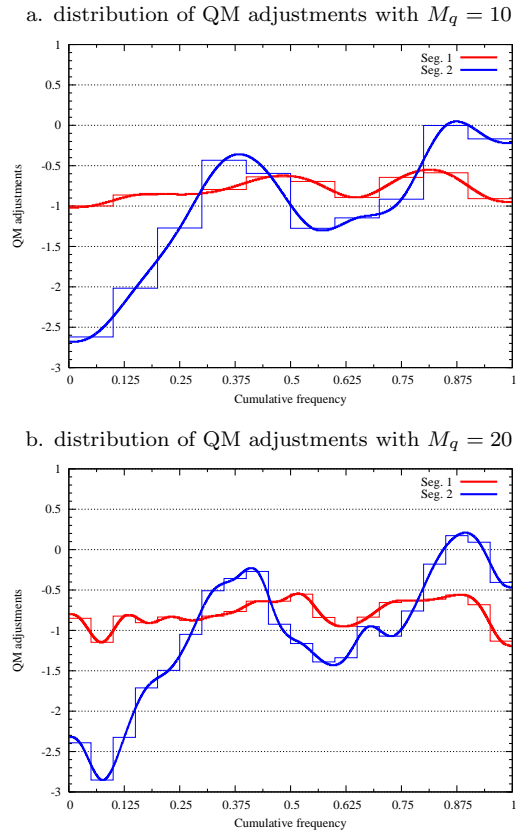 a. distribution of QM adjustments with M_q = 10
1
0.5
0
-0.5
-1
-1.5
-2
-2.5
-3
QM adjustments
Seg. 1
Seg. 2
0 0.125 0.25 0.375 0.5 0.625 0.75 0.875 1
Cumulative frequency
b. distribution of QM adjustments with M_q = 20
1
0.5
0
-0.5
-1
-1.5
-2
-2.5
-3
QM adjustments
Seg. 1
Seg. 2
0 0.125 0.25 0.375 0.5 0.625 0.75 0.875 1
Cumulative frequency